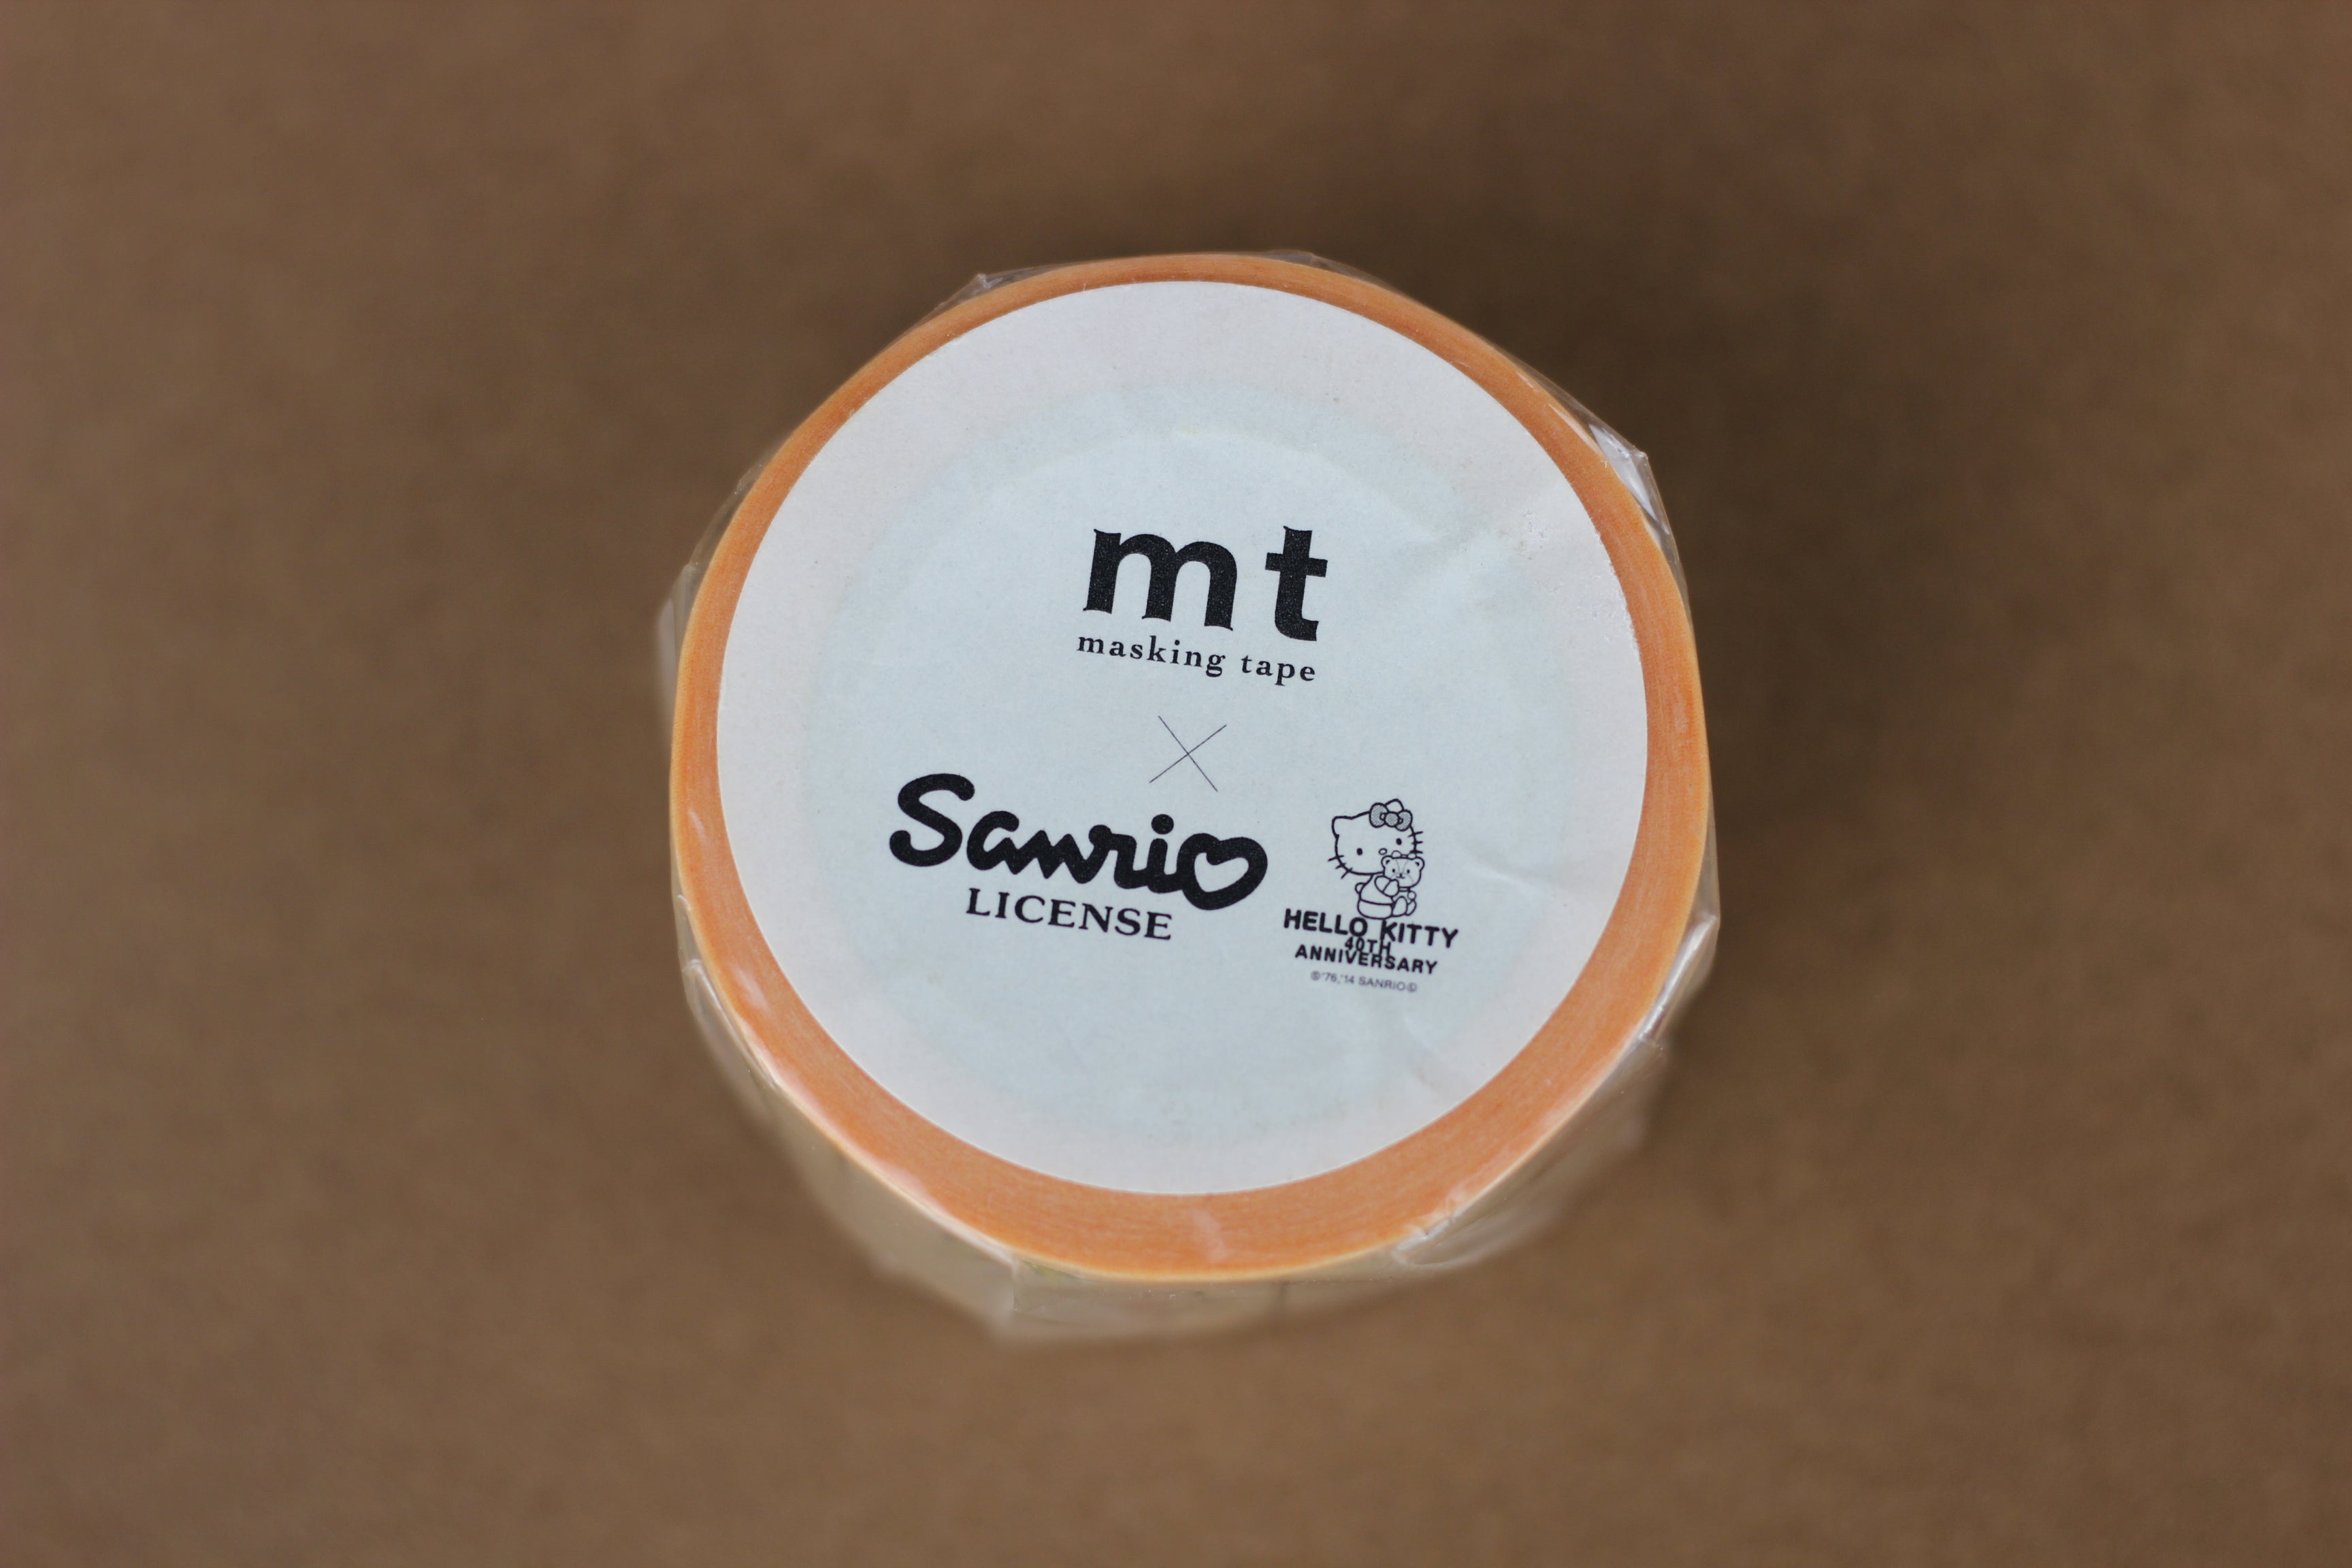 mt
masking tape
×
Sanrio
LICENSE
HELLO KITTY
40TH
ANNIVERSARY
©'76,'14 SANRIO©